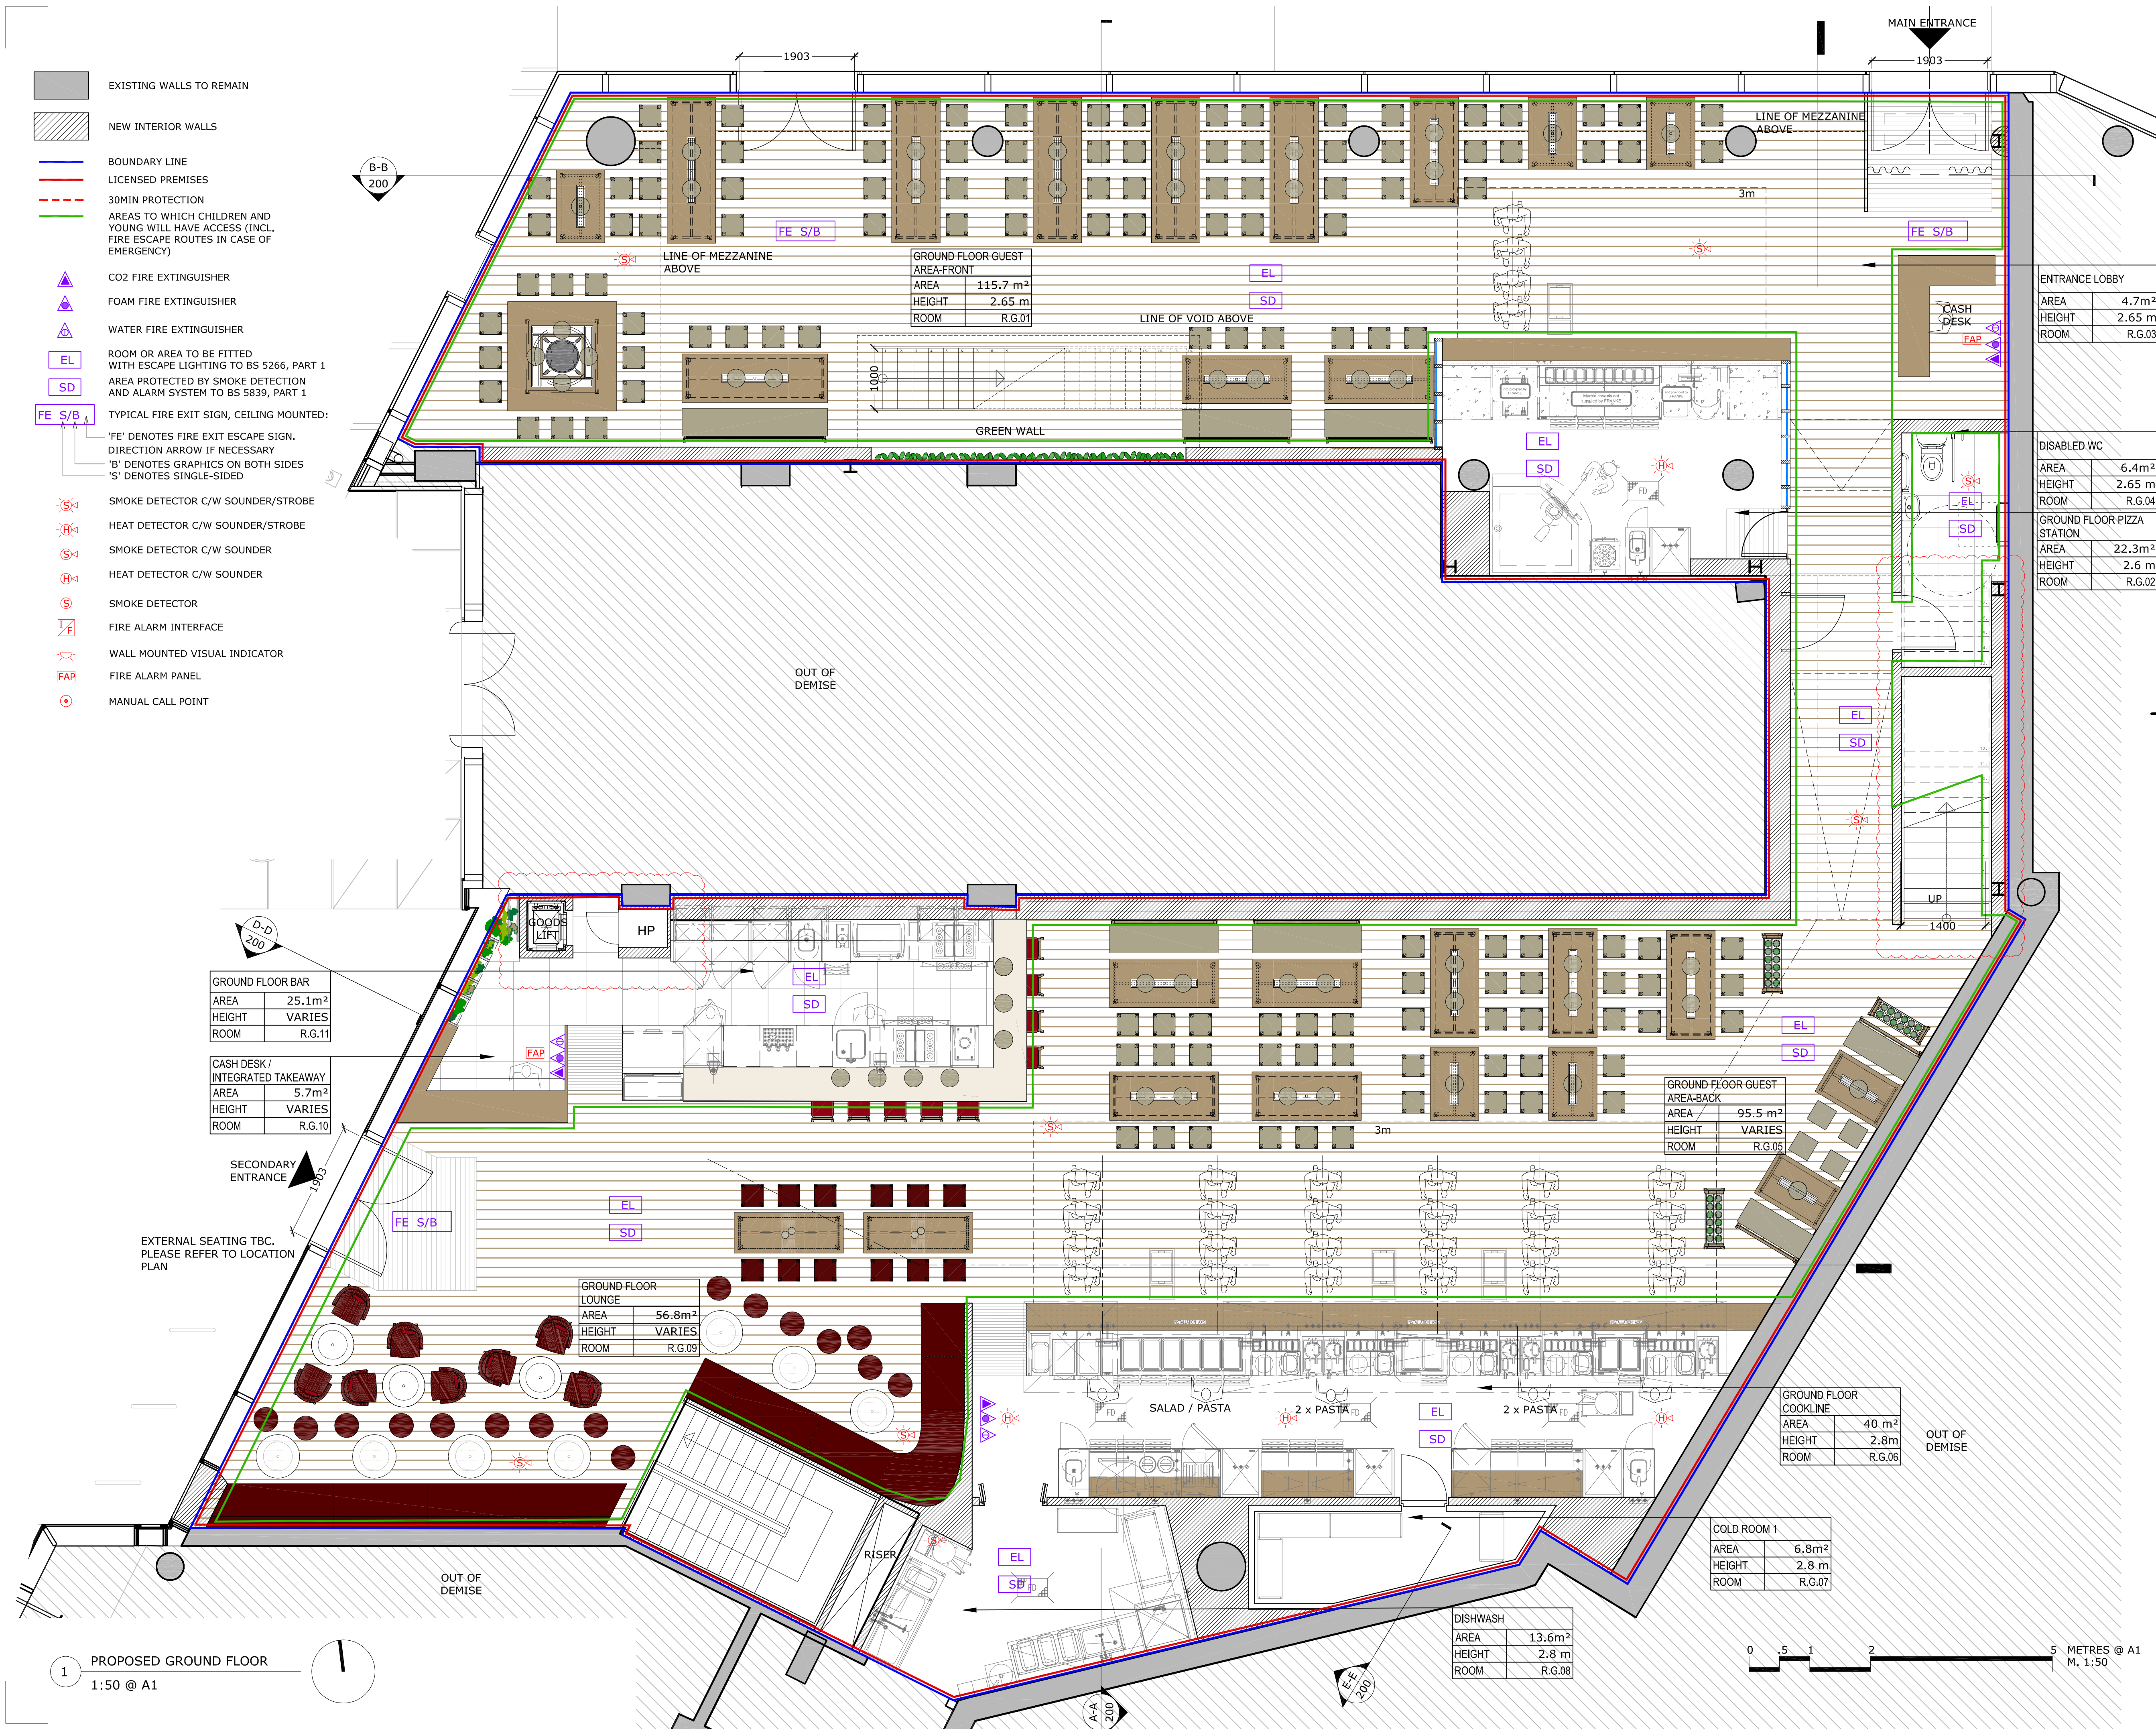 MAIN ENTRANCE
1903
1903
EXISTING WALLS TO REMAIN
NEW INTERIOR WALLS
BOUNDARY LINE
LICENSED PREMISES
30MIN PROTECTION
AREAS TO WHICH CHILDREN AND
YOUNG WILL HAVE ACCESS (INCL.
FIRE ESCAPE ROUTES IN CASE OF
EMERGENCY)
CO2 FIRE EXTINGUISHER
FOAM FIRE EXTINGUISHER
WATER FIRE EXTINGUISHER
EL
ROOM OR AREA TO BE FITTED
WITH ESCAPE LIGHTING TO BS 5266, PART 1
SD
AREA PROTECTED BY SMOKE DETECTION
AND ALARM SYSTEM TO BS 5839, PART 1
FE S/B
TYPICAL FIRE EXIT SIGN, CEILING MOUNTED:
'FE' DENOTES FIRE EXIT ESCAPE SIGN.
DIRECTION ARROW IF NECESSARY
'B' DENOTES GRAPHICS ON BOTH SIDES
'S' DENOTES SINGLE-SIDED
S
SMOKE DETECTOR C/W SOUNDER/STROBE
H
HEAT DETECTOR C/W SOUNDER/STROBE
S
SMOKE DETECTOR C/W SOUNDER
H
HEAT DETECTOR C/W SOUNDER
S
SMOKE DETECTOR
I/F
FIRE ALARM INTERFACE
WALL MOUNTED VISUAL INDICATOR
FAP
FIRE ALARM PANEL
MANUAL CALL POINT
B-B
200
LINE OF MEZZANINE
ABOVE
3m
FE S/B
FE S/B
S
S
LINE OF MEZZANINE
ABOVE
GROUND FLOOR GUEST
AREA-FRONT
AREA 115.7 m²
HEIGHT 2.65 m
ROOM R.G.01
EL
SD
LINE OF VOID ABOVE
1000
GREEN WALL
CASH
DESK
FAP
ENTRANCE LOBBY
AREA 4.7m²
HEIGHT 2.65 m
ROOM R.G.03
EL
SD
H
FD
S
EL
SD
DISABLED WC
AREA 6.4m²
HEIGHT 2.65 m
ROOM R.G.04
GROUND FLOOR PIZZA
STATION
AREA 22.3m²
HEIGHT 2.6 m
ROOM R.G.02
OUT OF
DEMISE
EL
SD
S
UP
1400
D-D
200
GOODS
LIFT
HP
EL
SD
GROUND FLOOR BAR
AREA 25.1m²
HEIGHT VARIES
ROOM R.G.11
FAP
CASH DESK /
INTEGRATED TAKEAWAY
AREA 5.7m²
HEIGHT VARIES
ROOM R.G.10
EL
SD
GROUND FLOOR GUEST
AREA-BACK
AREA 95.5 m²
HEIGHT VARIES
ROOM R.G.05
S
3m
SECONDARY
ENTRANCE
1903
FE S/B
EL
SD
EXTERNAL SEATING TBC.
PLEASE REFER TO LOCATION
PLAN
GROUND FLOOR
LOUNGE
AREA 56.8m²
HEIGHT VARIES
ROOM R.G.09
S
S
H
FD
SALAD / PASTA
H
2 x PASTA
FD
EL
SD
2 x PASTA
FD
H
GROUND FLOOR
COOKLINE
AREA 40 m²
HEIGHT 2.8m
ROOM R.G.06
OUT OF
DEMISE
COLD ROOM 1
AREA 6.8m²
HEIGHT 2.8 m
ROOM R.G.07
RISER
S
EL
SD
FD
OUT OF
DEMISE
DISHWASH
AREA 13.6m²
HEIGHT 2.8 m
ROOM R.G.08
E-E
200
A-A
200
1
PROPOSED GROUND FLOOR
1:50 @ A1
0 .5 1 2 5 METRES @ A1
M. 1:50